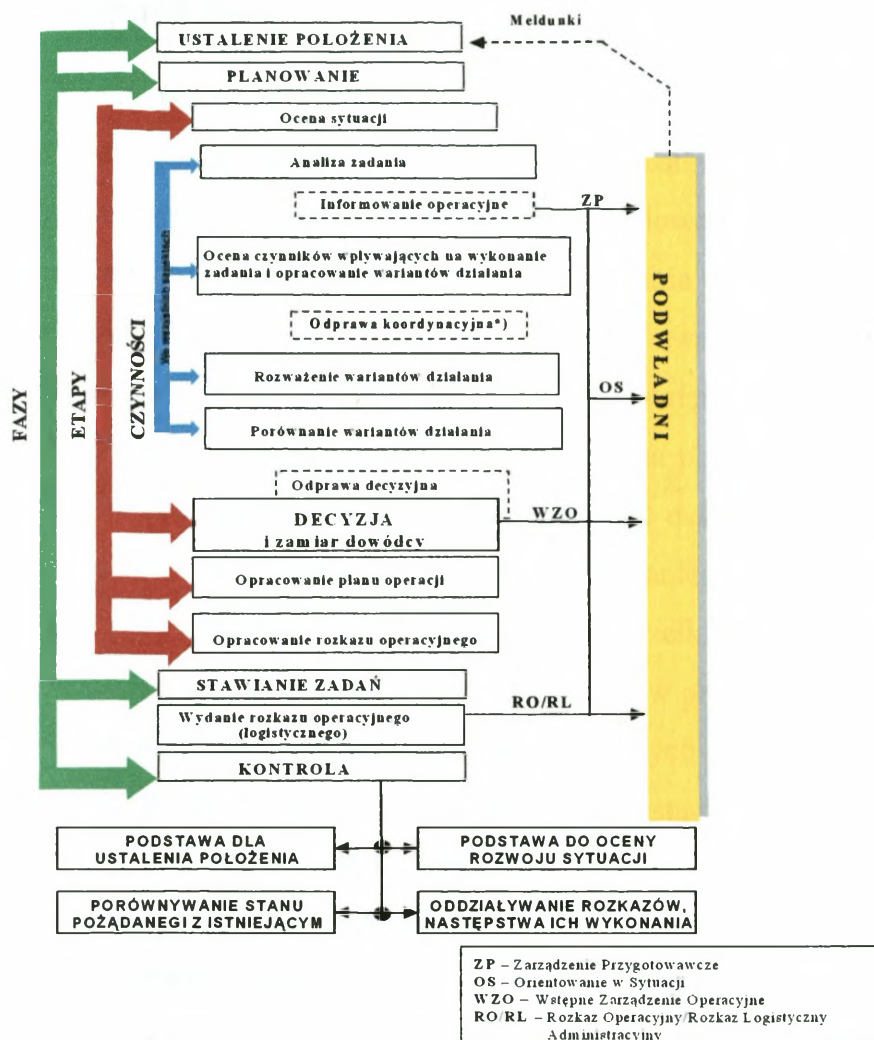 Meldunki
USTALENIE POŁOŻENIA
PLANOWANIE
Ocena sytuacji
Analiza zadania
Informowanie operacyjne
ZP
Ocena czynników wpływających na wykonanie
zadania i opracowanie wariantów działania
Odprawa koordynacyjna*)
Rozważenie wariantów działania
OS
Porównanie wariantów działania
FAZY
ETAPY
CZYNNOŚCI
PODWŁADNI
Odprawa decyzyjna
DECYZJA
i zamiar dowódcy
WZO
Opracowanie planu operacji
Opracowanie rozkazu operacyjnego
STAWIANIE ZADAŃ
Wydanie rozkazu operacyjnego
(logistycznego)
RO/RL
KONTROLA
PODSTAWA DLA
USTALENIA POŁOŻENIA
PODSTAWA DO OCENY
ROZWOJU SYTUACJI
PORÓWNYWANIE STANU
POŻĄDANEGI Z ISTNIEJĄCYM
ODDZIAŁYWANIE ROZKAZÓW,
NASTĘPSTWA ICH WYKONANIA
ZP – Zarządzenie Przygotowawcze
OS – Orientowanie w Sytuacji
WZO – Wstępne Zarządzenie Operacyjne
RO/RL – Rozkaz Operacyjny/Rozkaz Logistyczny
Administracyjny